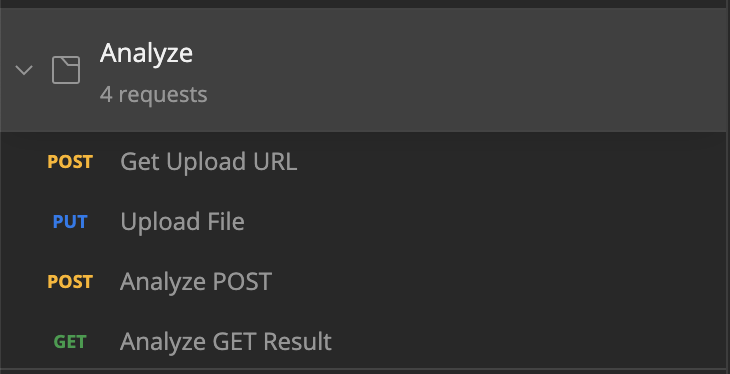 Analyze
4 requests
POST Get Upload URL
PUT Upload File
POST Analyze POST
GET Analyze GET Result